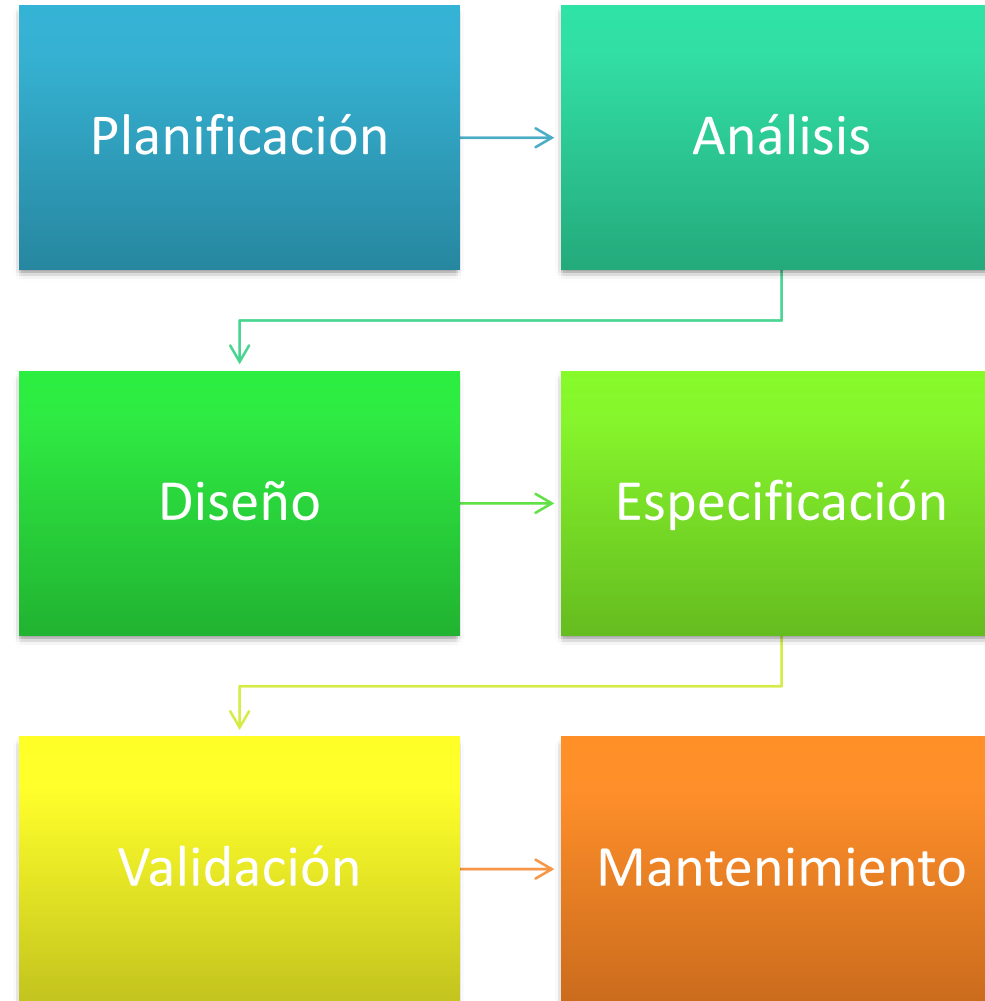 Planificación
Análisis
Diseño
Especificación
Validación
Mantenimiento